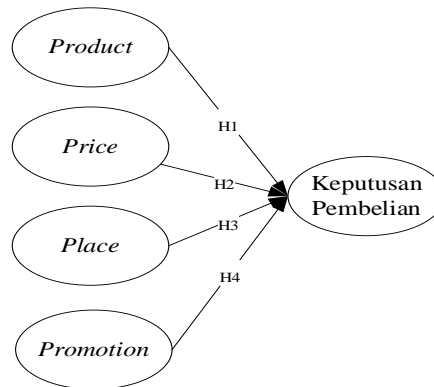 Product
H1
Price
H2
Keputusan
Pembelian
Place
H3
H4
Promotion